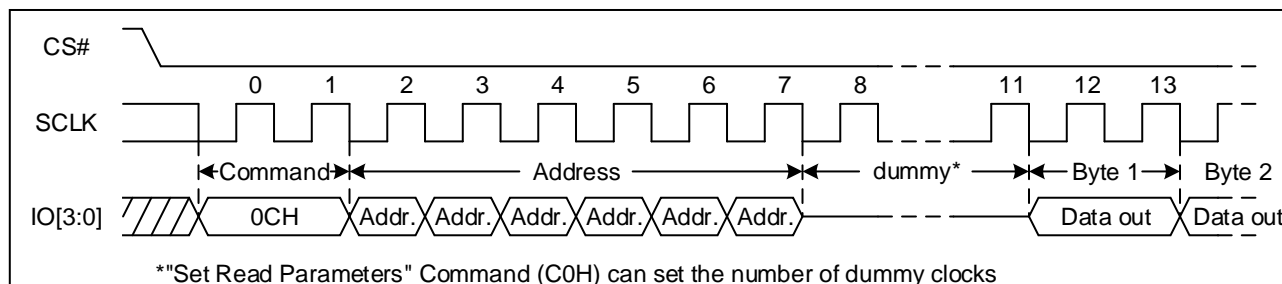 CS#
0 1 2 3 4 5 6 7 8 11 12 13
SCLK
Command Address dummy* Byte 1 Byte 2
IO[3:0] 0CH Addr. Addr. Addr. Addr. Addr. Addr. Data out Data out
*"Set Read Parameters" Command (C0H) can set the number of dummy clocks